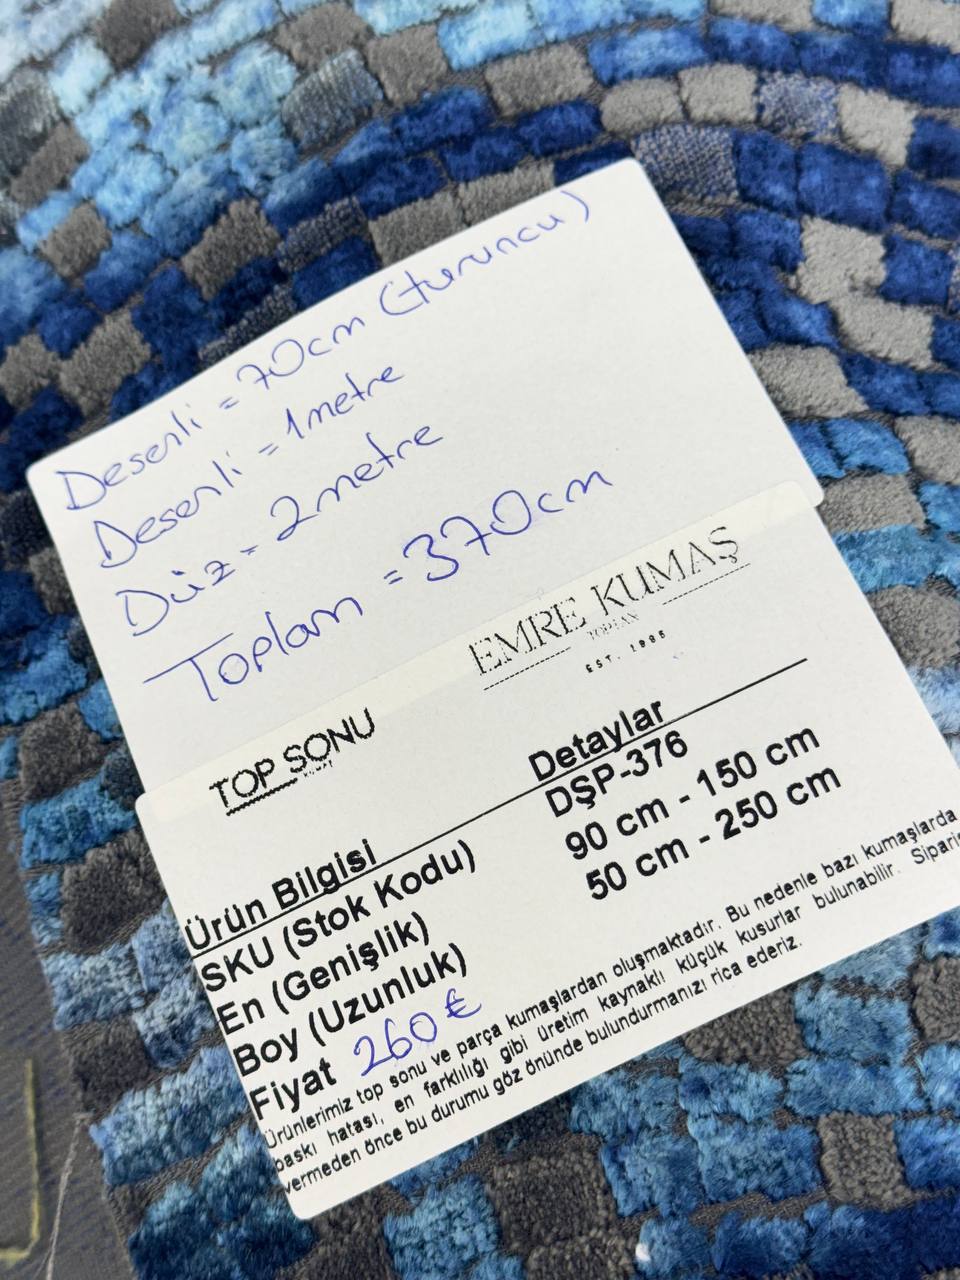 Desenli = 70cm (turuncu)
Desenli = 1metre
Düz = 2metre
Toplam = 370cm
EMRE KUMAŞ
TOPTAN
EST. 1995
TOP SONU
Ürün Bilgisi Detaylar
SKU (Stok Kodu) DŞP-376
En (Genişlik) 90 cm - 150 cm
Boy (Uzunluk) 50 cm - 250 cm
Fiyat 260€
Ürünlerimiz top sonu ve parça kumaşlardan oluşmaktadır. Bu nedenle bazı kumaşlarda
baskı hatası, en farklılığı gibi üretim kaynaklı küçük kusurlar bulunabilir. Sipariş
vermeden önce bu durumu göz önünde bulundurmanızı rica ederiz.